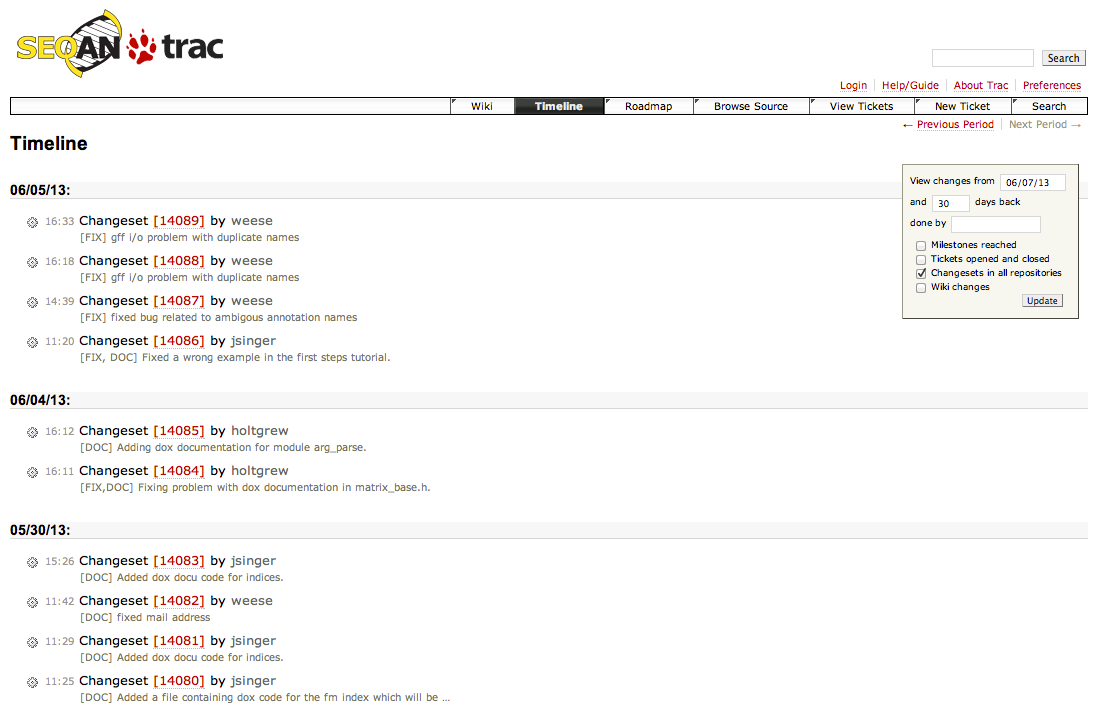 SEQAN trac
Search
Login Help/Guide About Trac Preferences
Wiki Timeline Roadmap Browse Source View Tickets New Ticket Search
← Previous Period Next Period →
Timeline
View changes from 06/07/13
and 30 days back
done by
Milestones reached
Tickets opened and closed
Changesets in all repositories
Wiki changes
Update
06/05/13:
16:33 Changeset [14089] by weese
[FIX] gff i/o problem with duplicate names
16:18 Changeset [14088] by weese
[FIX] gff i/o problem with duplicate names
14:39 Changeset [14087] by weese
[FIX] fixed bug related to ambigous annotation names
11:20 Changeset [14086] by jsinger
[FIX, DOC] Fixed a wrong example in the first steps tutorial.
06/04/13:
16:12 Changeset [14085] by holtgrew
[DOC] Adding dox documentation for module arg_parse.
16:11 Changeset [14084] by holtgrew
[FIX,DOC] Fixing problem with dox documentation in matrix_base.h.
05/30/13:
15:26 Changeset [14083] by jsinger
[DOC] Added dox docu code for indices.
11:42 Changeset [14082] by weese
[DOC] fixed mail address
11:29 Changeset [14081] by jsinger
[DOC] Added dox docu code for indices.
11:25 Changeset [14080] by jsinger
[DOC] Added a file containing dox code for the fm index which will be …